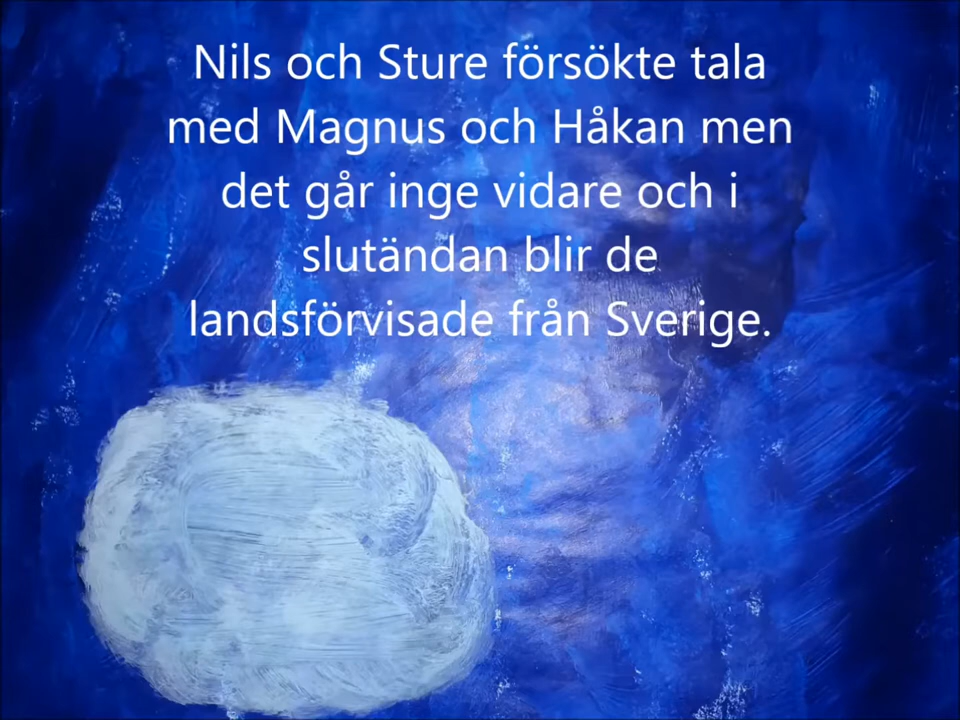 Nils och Sture försökte tala
med Magnus och Håkan men
det går inge vidare och i
slutändan blir de
landsförvisade från Sverige.